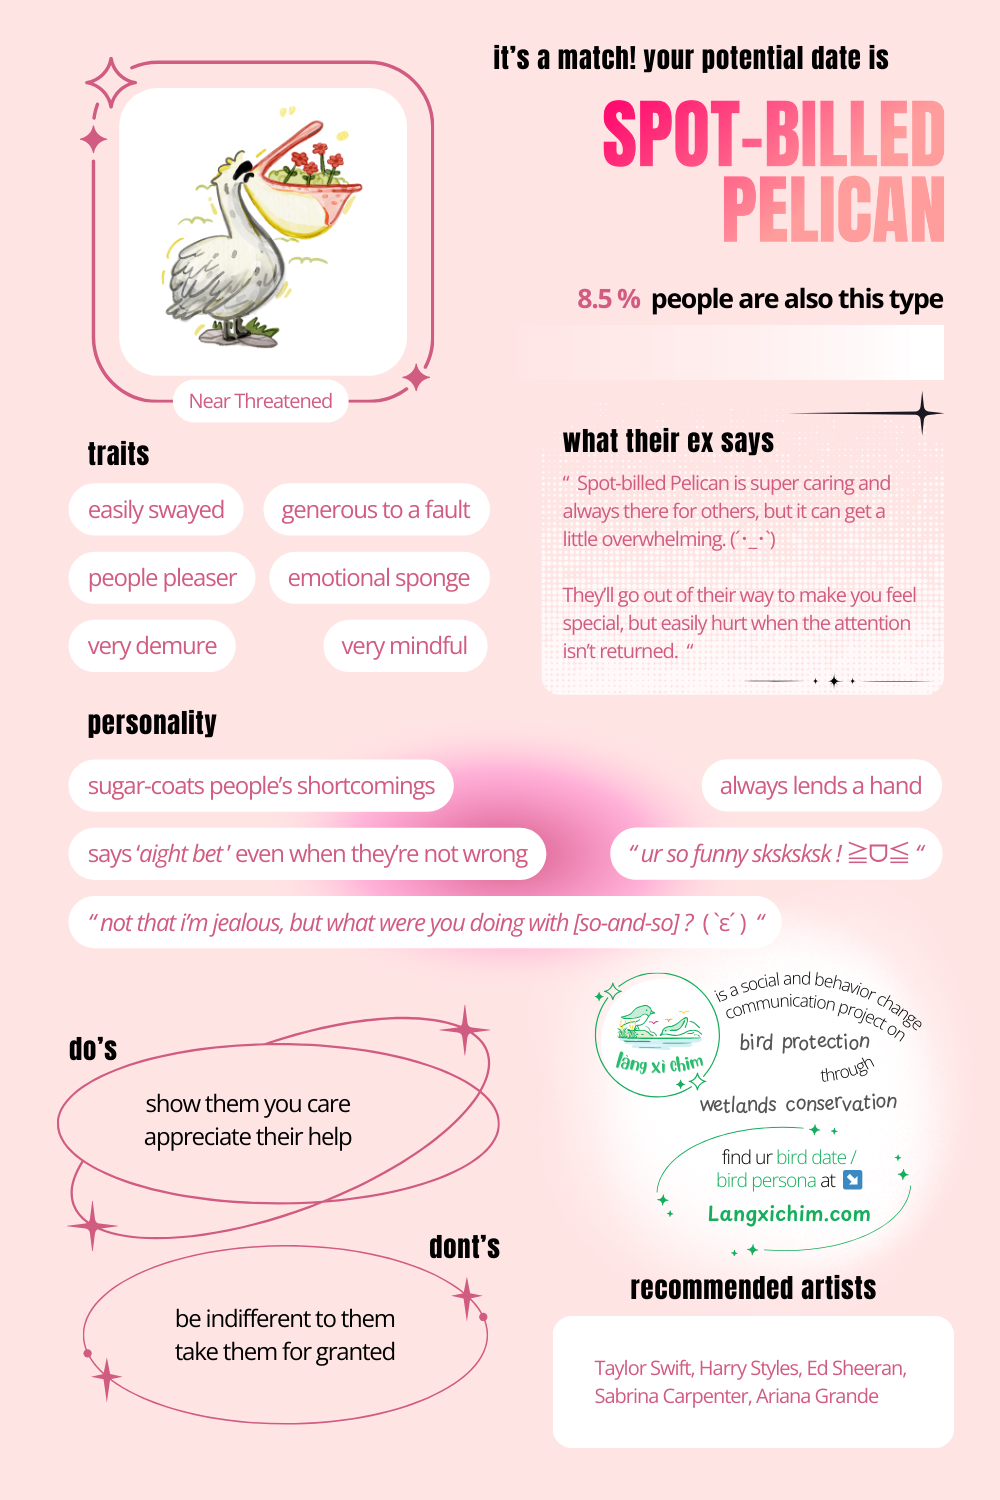 it's a match! your potential date is
SPOT-BILLED
PELICAN
8.5 % people are also this type
Near Threatened
traits
easily swayed
generous to a fault
people pleaser
emotional sponge
very demure
very mindful
what their ex says
“ Spot-billed Pelican is super caring and
always there for others, but it can get a
little overwhelming. (´･_･`)
They'll go out of their way to make you feel
special, but easily hurt when the attention
isn't returned. “
personality
sugar-coats people's shortcomings
always lends a hand
says ‘aight bet’ even when they're not wrong
“ ur so funny sksksksk ! ≧▽≦ “
“ not that i'm jealous, but what were you doing with [so-and-so] ? ( `ε´ ) “
do's
show them you care
appreciate their help
dont's
be indifferent to them
take them for granted
làng xì chim
is a social and behavior change
communication project on
bird protection
through
wetlands conservation
find ur bird date /
bird persona at ↘
Langxichim.com
recommended artists
Taylor Swift, Harry Styles, Ed Sheeran,
Sabrina Carpenter, Ariana Grande